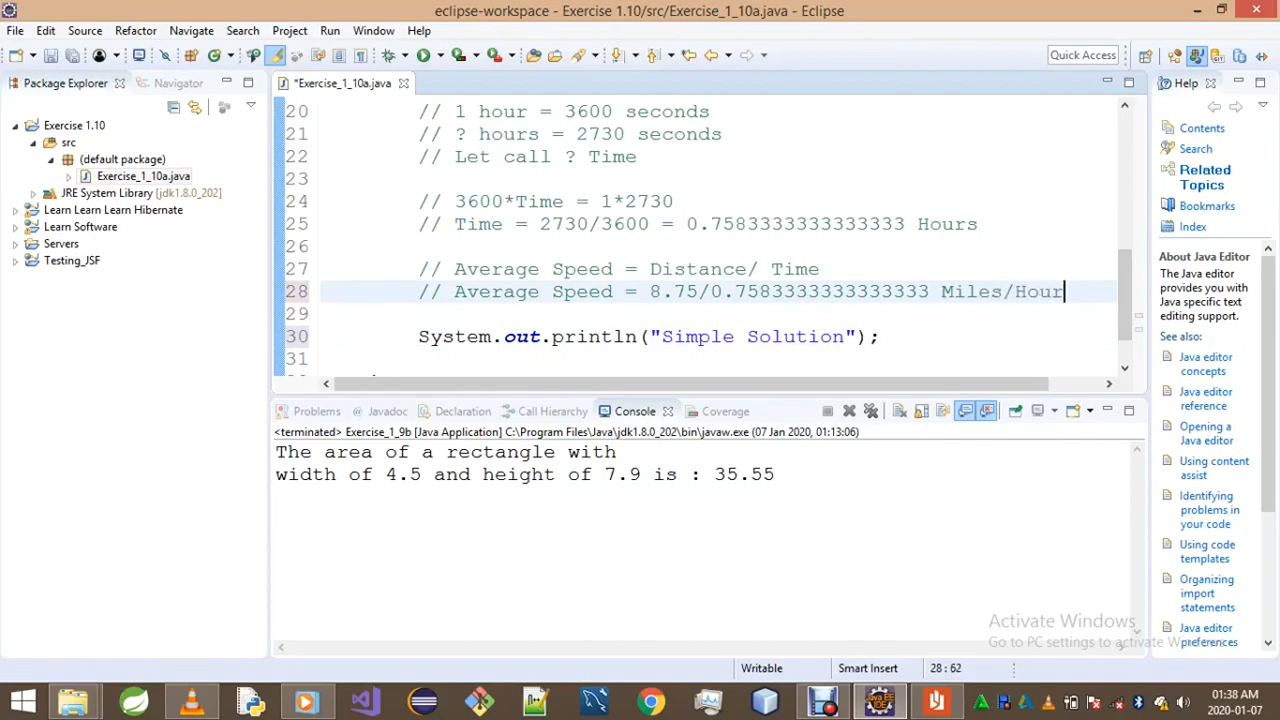 eclipse-workspace - Exercise 1.10/src/Exercise_1_10a.java - Eclipse
File Edit Source Refactor Navigate Search Project Run Window Help
Quick Access
Package Explorer Navigator
*Exercise_1_10a.java
Help
Exercise 1.10
src
(default package)
Exercise_1_10a.java
JRE System Library [jdk1.8.0_202]
Learn Learn Learn Hibernate
Learn Software
Servers
Testing_JSF
20 // 1 hour = 3600 seconds
21 // ? hours = 2730 seconds
22 // Let call ? Time
23
24 // 3600*Time = 1*2730
25 // Time = 2730/3600 = 0.7583333333333333 Hours
26
27 // Average Speed = Distance/ Time
28 // Average Speed = 8.75/0.7583333333333333 Miles/Hour
29
30 System.out.println("Simple Solution");
31
Contents
Search
Related
Topics
Bookmarks
Index
About Java Editor
The Java editor
provides you with
Java specific text
editing support.
See also:
Java editor
concepts
Java editor
reference
Opening a
Java editor
Using content
assist
Identifying
problems in
your code
Using code
templates
Organizing
import
statements
Java editor
preferences
Problems Javadoc Declaration Call Hierarchy Console Coverage
<terminated> Exercise_1_9b [Java Application] C:\Program Files\Java\jdk1.8.0_202\bin\javaw.exe (07 Jan 2020, 01:13:06)
The area of a rectangle with
width of 4.5 and height of 7.9 is : 35.55
Activate Windows
Go to PC settings to activate Windows.
Writable Smart Insert 28 : 62
01:38 AM
2020-01-07